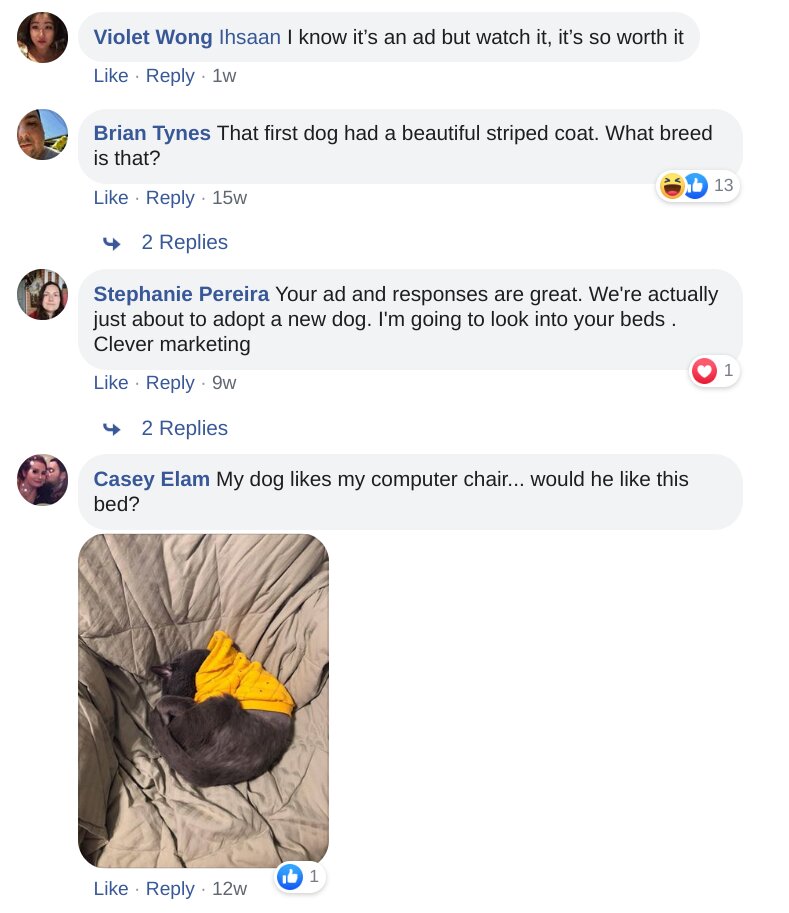 Violet Wong Ihsaan I know it’s an ad but watch it, it’s so worth it
Like · Reply · 1w
Brian Tynes That first dog had a beautiful striped coat. What breed
is that?
13
Like · Reply · 15w
2 Replies
Stephanie Pereira Your ad and responses are great. We're actually
just about to adopt a new dog. I'm going to look into your beds .
Clever marketing
1
Like · Reply · 9w
2 Replies
Casey Elam My dog likes my computer chair... would he like this
bed?
1
Like · Reply · 12w